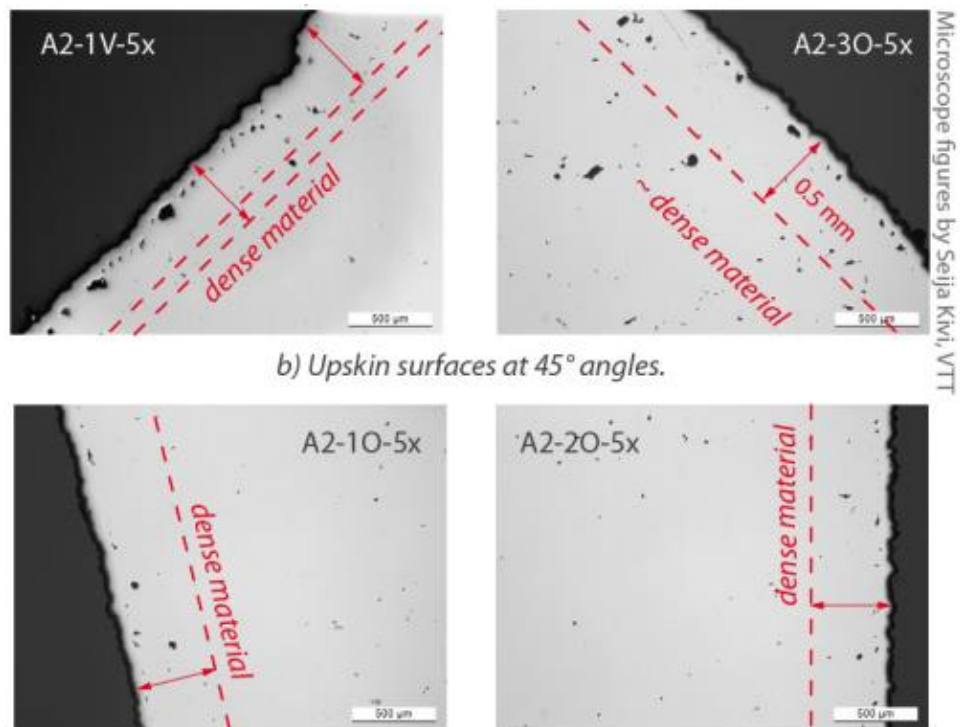 A2-1V-5x
dense material
500 µm
A2-3O-5x
0.5 mm
~ dense material
500 µm
Microscope figures by Seija Kivi, VTT
b) Upskin surfaces at 45° angles.
A2-1O-5x
dense material
500 µm
A2-2O-5x
dense material
500 µm